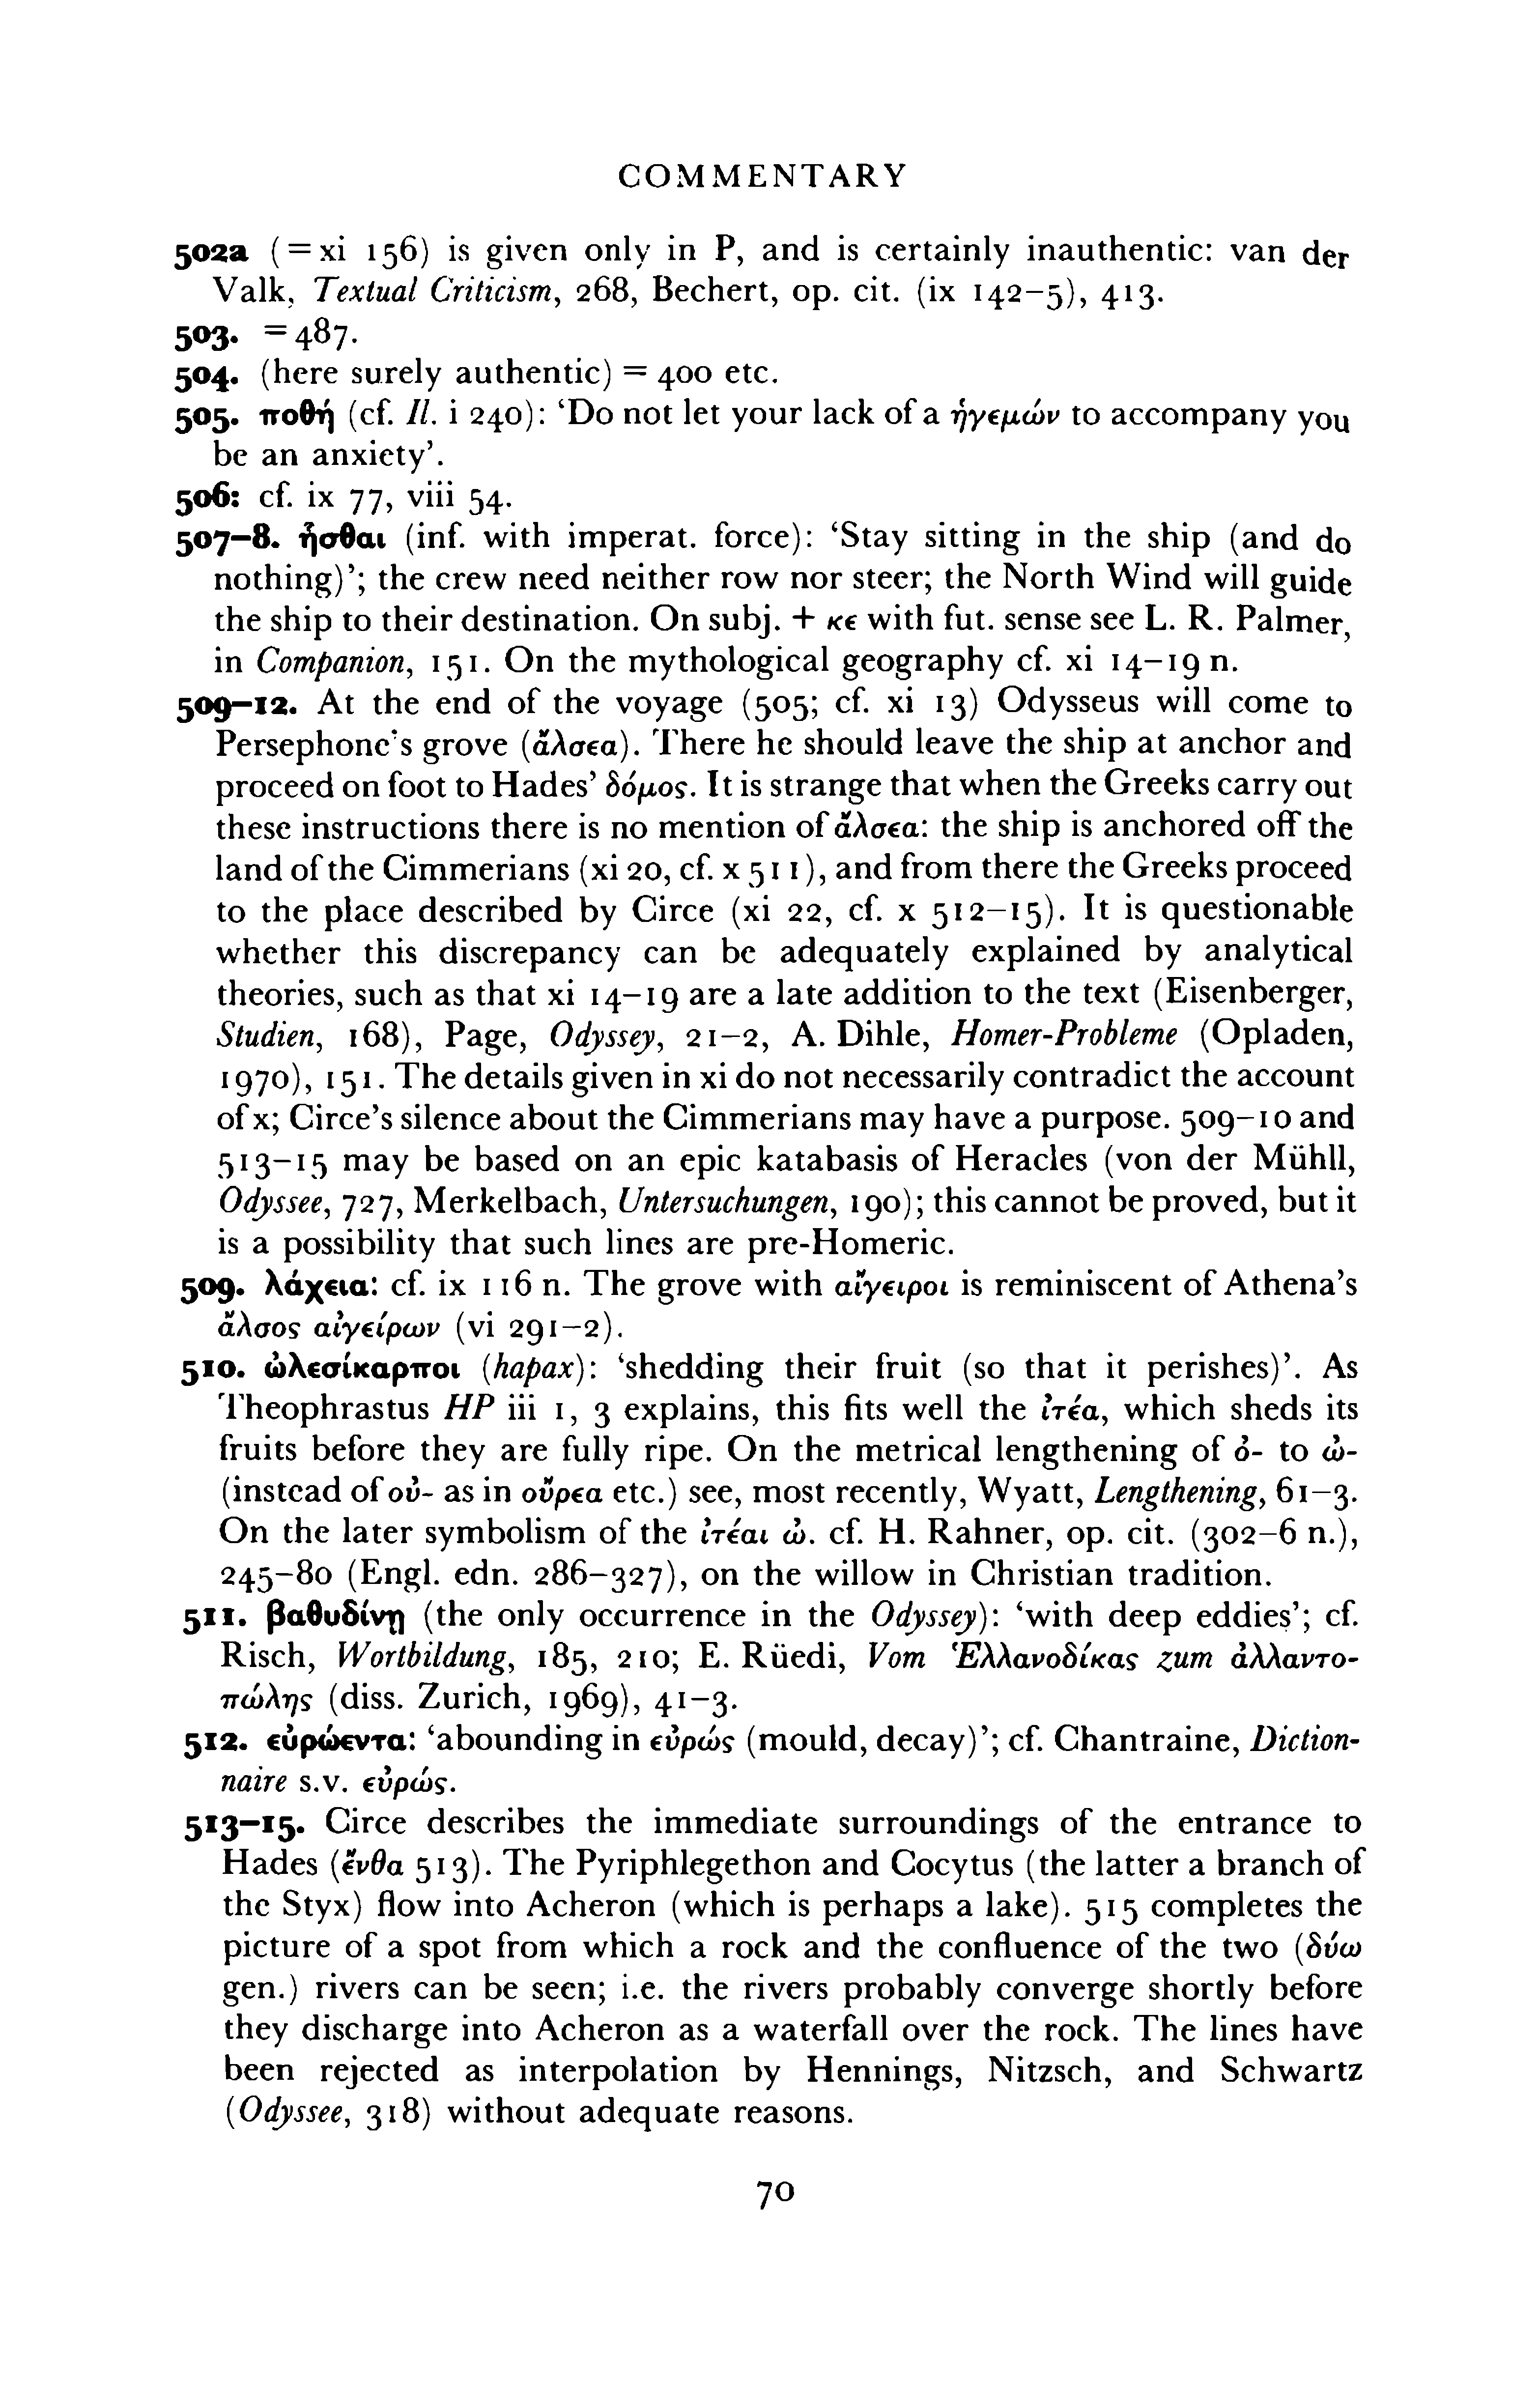 COMMENTARY
502a (=xi 156) is given only in P, and is certainly inauthentic: van der
Valk, Textual Criticism, 268, Bechert, op. cit. (ix 142–5), 413.
503. =487.
504. (here surely authentic) = 400 etc.
505. ποθή (cf. Il. i 240): ‘Do not let your lack of a ἡγεμών to accompany you
be an anxiety’.
506: cf. ix 77, viii 54.
507–8. ἧσθαι (inf. with imperat. force): ‘Stay sitting in the ship (and do
nothing)’; the crew need neither row nor steer; the North Wind will guide
the ship to their destination. On subj. + κε with fut. sense see L. R. Palmer,
in Companion, 151. On the mythological geography cf. xi 14–19 n.
509–12. At the end of the voyage (505; cf. xi 13) Odysseus will come to
Persephone’s grove (ἄλσεα). There he should leave the ship at anchor and
proceed on foot to Hades’ δόμος. It is strange that when the Greeks carry out
these instructions there is no mention of ἄλσεα: the ship is anchored off the
land of the Cimmerians (xi 20, cf. x 511), and from there the Greeks proceed
to the place described by Circe (xi 22, cf. x 512–15). It is questionable
whether this discrepancy can be adequately explained by analytical
theories, such as that xi 14–19 are a late addition to the text (Eisenberger,
Studien, 168), Page, Odyssey, 21–2, A. Dihle, Homer-Probleme (Opladen,
1970), 151. The details given in xi do not necessarily contradict the account
of x; Circe’s silence about the Cimmerians may have a purpose. 509–10 and
513–15 may be based on an epic katabasis of Heracles (von der Mühll,
Odyssee, 727, Merkelbach, Untersuchungen, 190); this cannot be proved, but it
is a possibility that such lines are pre-Homeric.
509. λάχεια: cf. ix 116 n. The grove with αἴγειροι is reminiscent of Athena’s
ἄλσος αἰγείρων (vi 291–2).
510. ὠλεσίκαρποι (hapax): ‘shedding their fruit (so that it perishes)’. As
Theophrastus HP iii 1, 3 explains, this fits well the ἰτέα, which sheds its
fruits before they are fully ripe. On the metrical lengthening of ὀ- to ὠ-
(instead of οὐ- as in οὔρεα etc.) see, most recently, Wyatt, Lengthening, 61–3.
On the later symbolism of the ἰτέαι ὠ. cf. H. Rahner, op. cit. (302–6 n.),
245–80 (Engl. edn. 286–327), on the willow in Christian tradition.
511. βαθυδίνῃ (the only occurrence in the Odyssey): ‘with deep eddies’; cf.
Risch, Wortbildung, 185, 210; E. Rüedi, Vom Ἑλλανοδίκας zum ἀλλαντο-
πώλης (diss. Zurich, 1969), 41–3.
512. εὐρώεντα: ‘abounding in εὐρώς (mould, decay)’; cf. Chantraine, Diction-
naire s.v. εὐρώς.
513–15. Circe describes the immediate surroundings of the entrance to
Hades (ἔνθα 513). The Pyriphlegethon and Cocytus (the latter a branch of
the Styx) flow into Acheron (which is perhaps a lake). 515 completes the
picture of a spot from which a rock and the confluence of the two (δύω
gen.) rivers can be seen; i.e. the rivers probably converge shortly before
they discharge into Acheron as a waterfall over the rock. The lines have
been rejected as interpolation by Hennings, Nitzsch, and Schwartz
(Odyssee, 318) without adequate reasons.
70